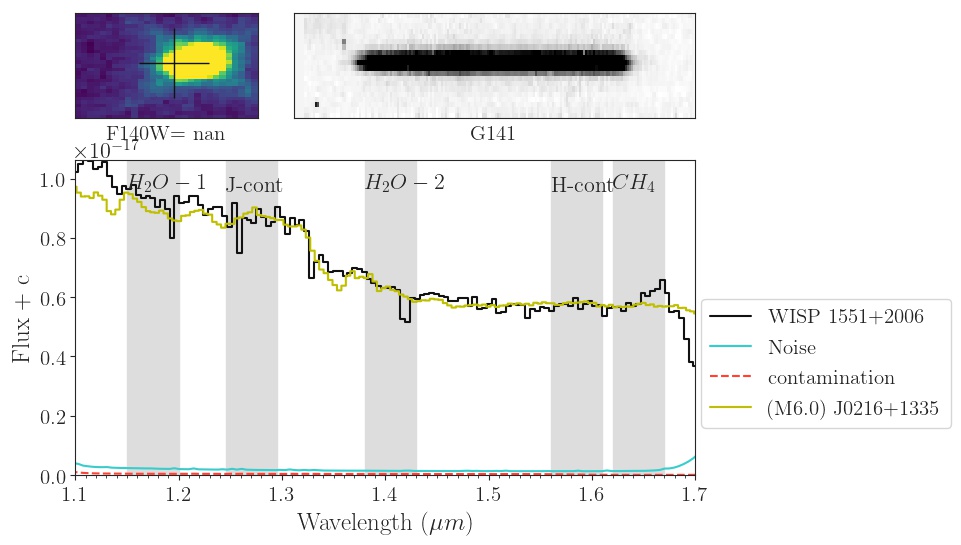 F140W= nan
G141
×10⁻¹⁷
H₂O − 1
J-cont
H₂O − 2
H-cont
CH₄
1.0
0.8
0.6
0.4
0.2
0.0
Flux + c
1.1 1.2 1.3 1.4 1.5 1.6 1.7
Wavelength (μm)
WISP 1551+2006
Noise
contamination
(M6.0) J0216+1335